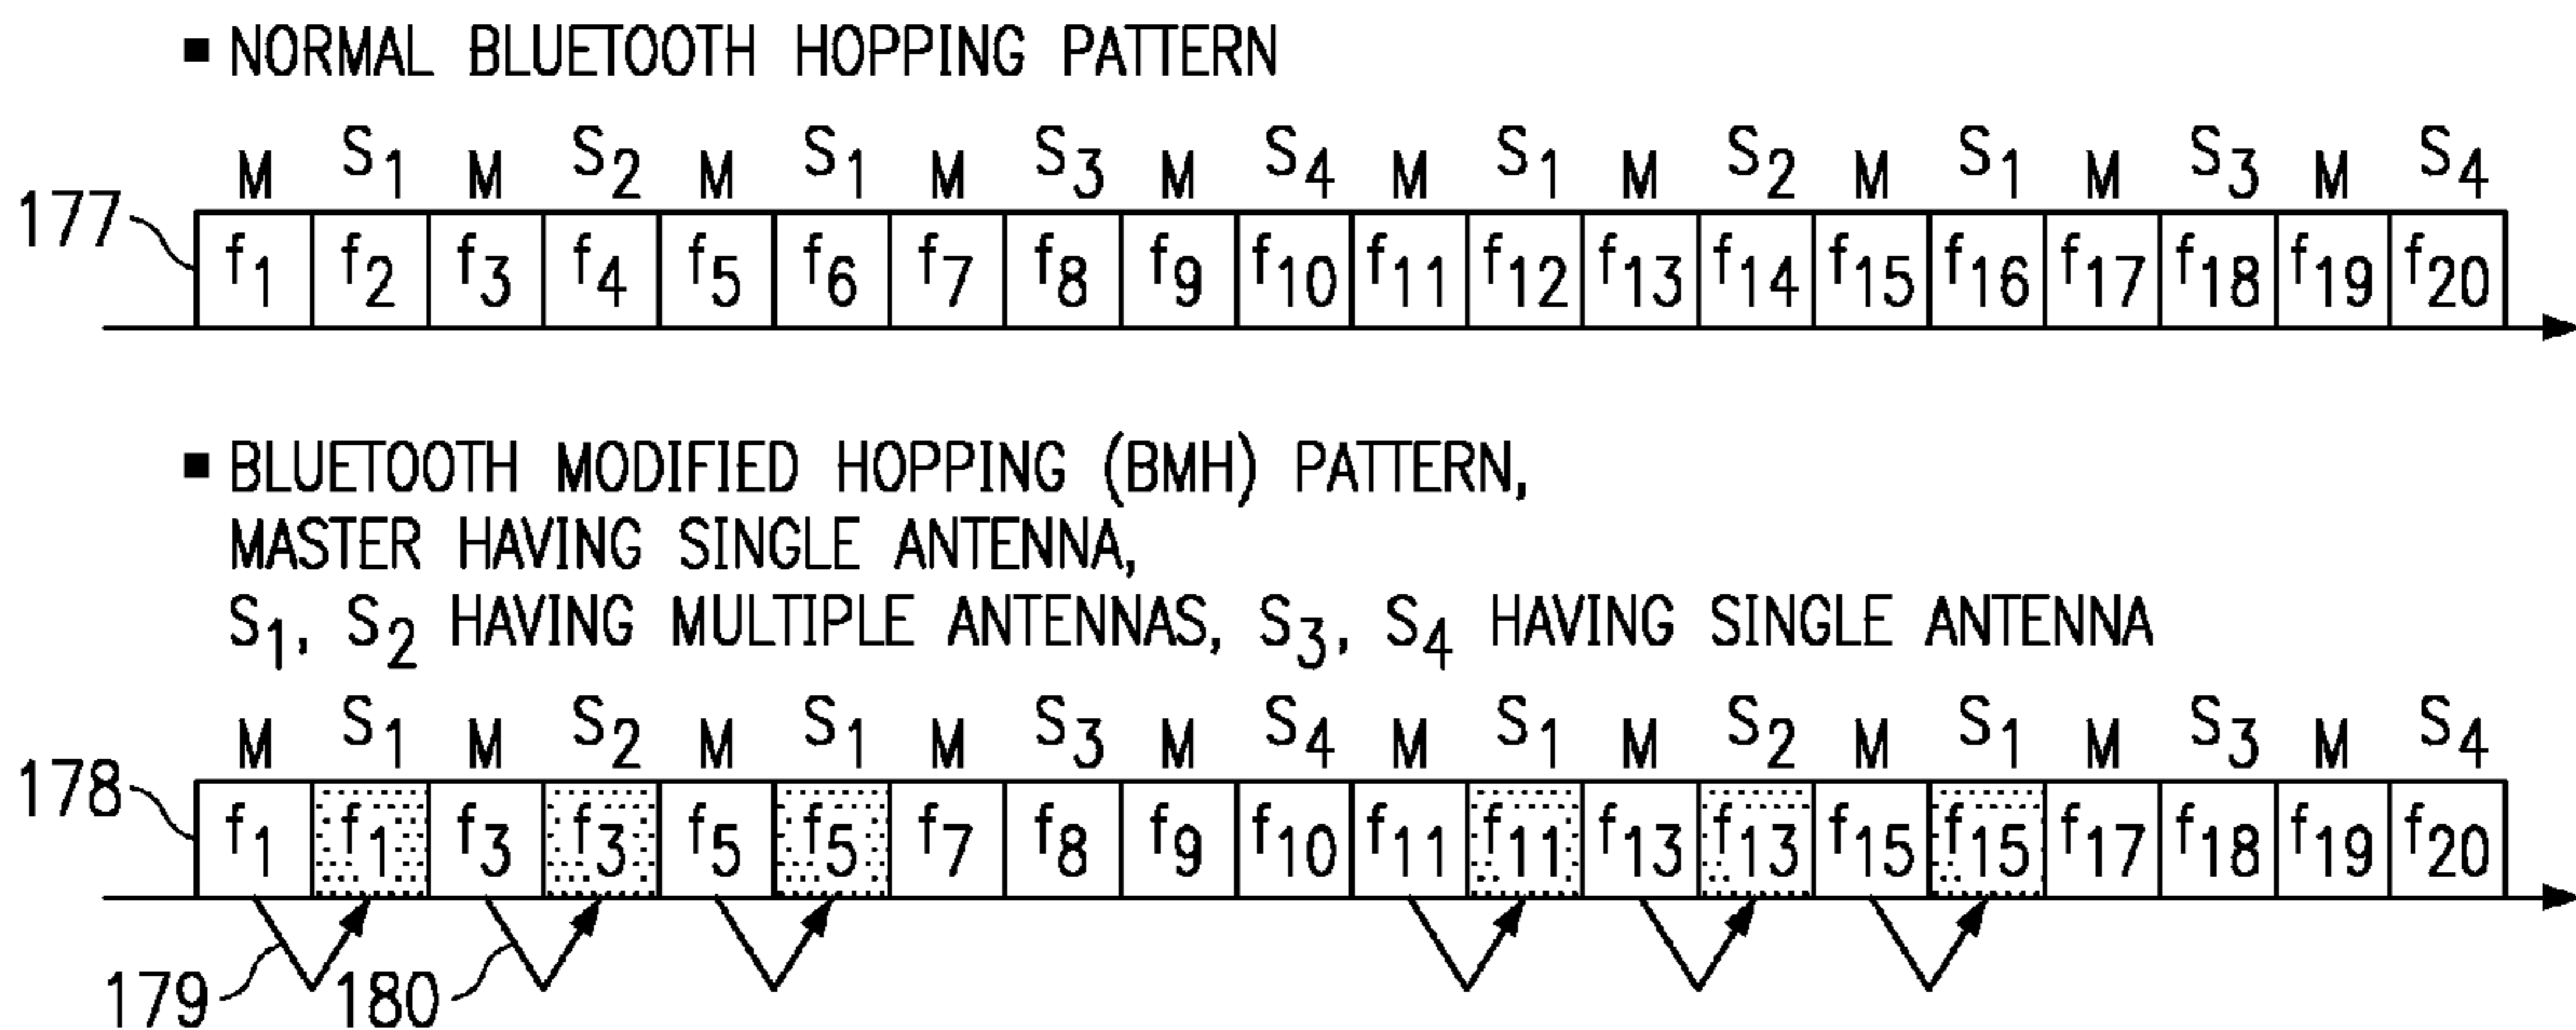 ■ NORMAL BLUETOOTH HOPPING PATTERN
M S1 M S2 M S1 M S3 M S4 M S1 M S2 M S1 M S3 M S4
177 f1 f2 f3 f4 f5 f6 f7 f8 f9 f10 f11 f12 f13 f14 f15 f16 f17 f18 f19 f20
■ BLUETOOTH MODIFIED HOPPING (BMH) PATTERN,
MASTER HAVING SINGLE ANTENNA,
S1, S2 HAVING MULTIPLE ANTENNAS, S3, S4 HAVING SINGLE ANTENNA
M S1 M S2 M S1 M S3 M S4 M S1 M S2 M S1 M S3 M S4
178 f1 f1 f3 f3 f5 f5 f7 f8 f9 f10 f11 f11 f13 f13 f15 f15 f17 f18 f19 f20
179 180